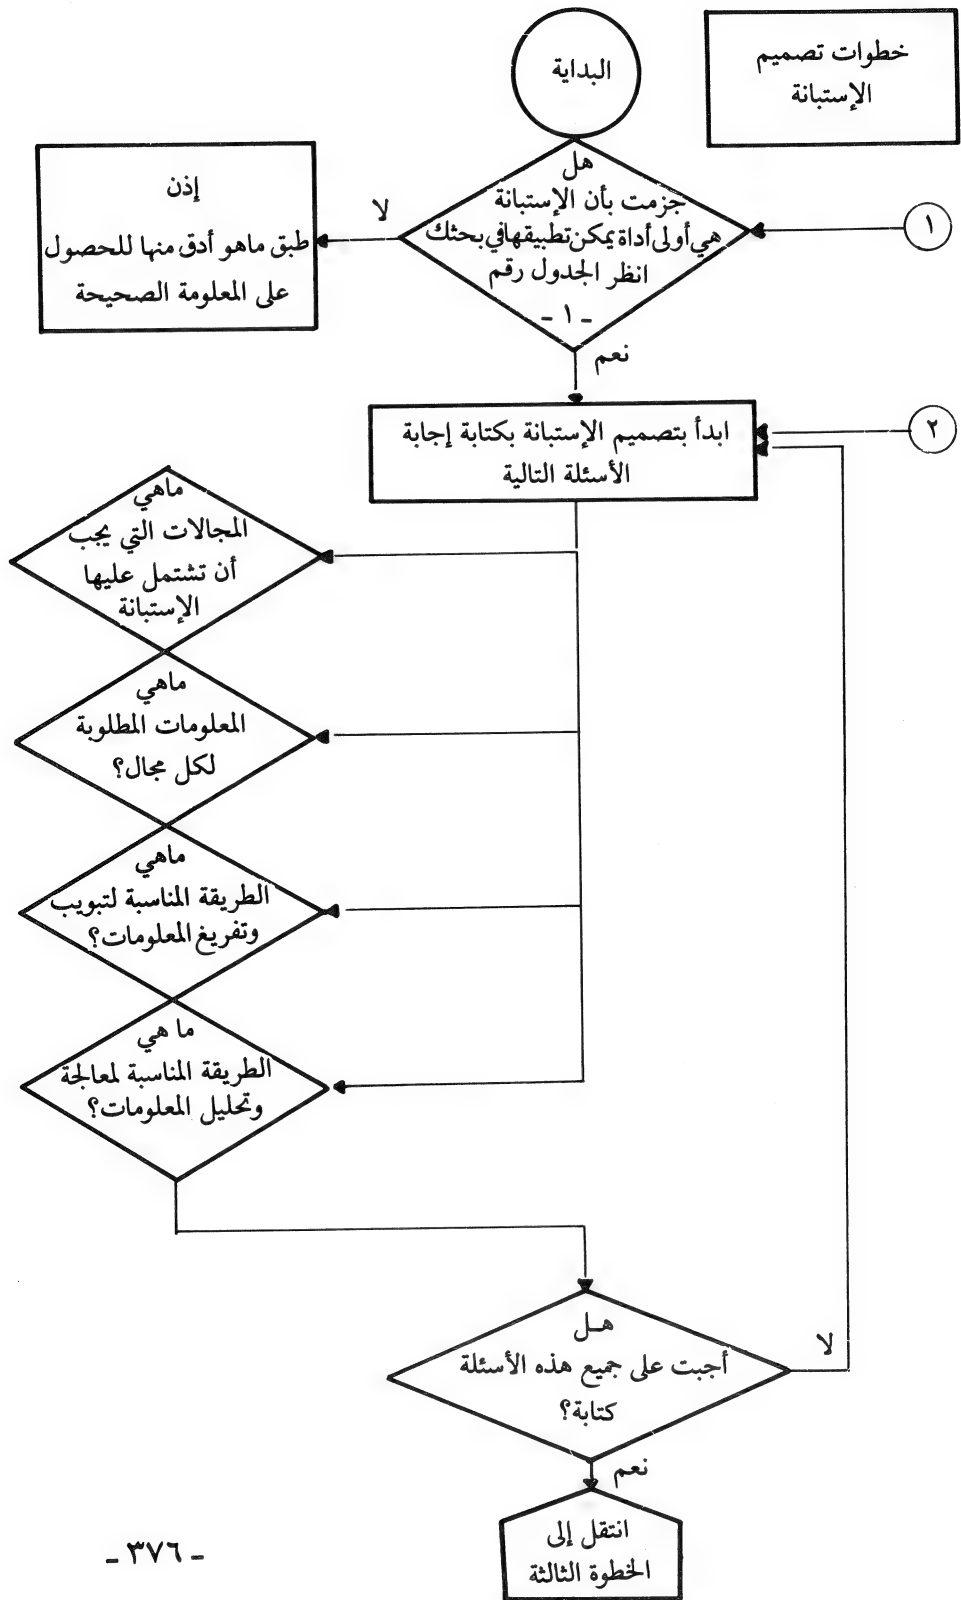 خطوات تصميم
الإستبانة
البداية
هل
جزمت بأن الإستبانة
هي أولى أداة يمكن تطبيقها في بحثك
انظر الجدول رقم
- ١ -
١
لا
إذن
طبق ماهو أدق منها للحصول
على المعلومة الصحيحة
نعم
ابدأ بتصميم الإستبانة بكتابة إجابة
الأسئلة التالية
٢
ماهي
المجالات التي يجب
أن تشتمل عليها
الإستبانة
ماهي
المعلومات المطلوبة
لكل مجال؟
ماهي
الطريقة المناسبة لتبويب
وتفريغ المعلومات؟
ما هي
الطريقة المناسبة لمعالجة
وتحليل المعلومات؟
هـل
أجبت على جميع هذه الأسئلة
كتابة؟
لا
نعم
انتقل إلى
الخطوة الثالثة
- ٣٧٦ -